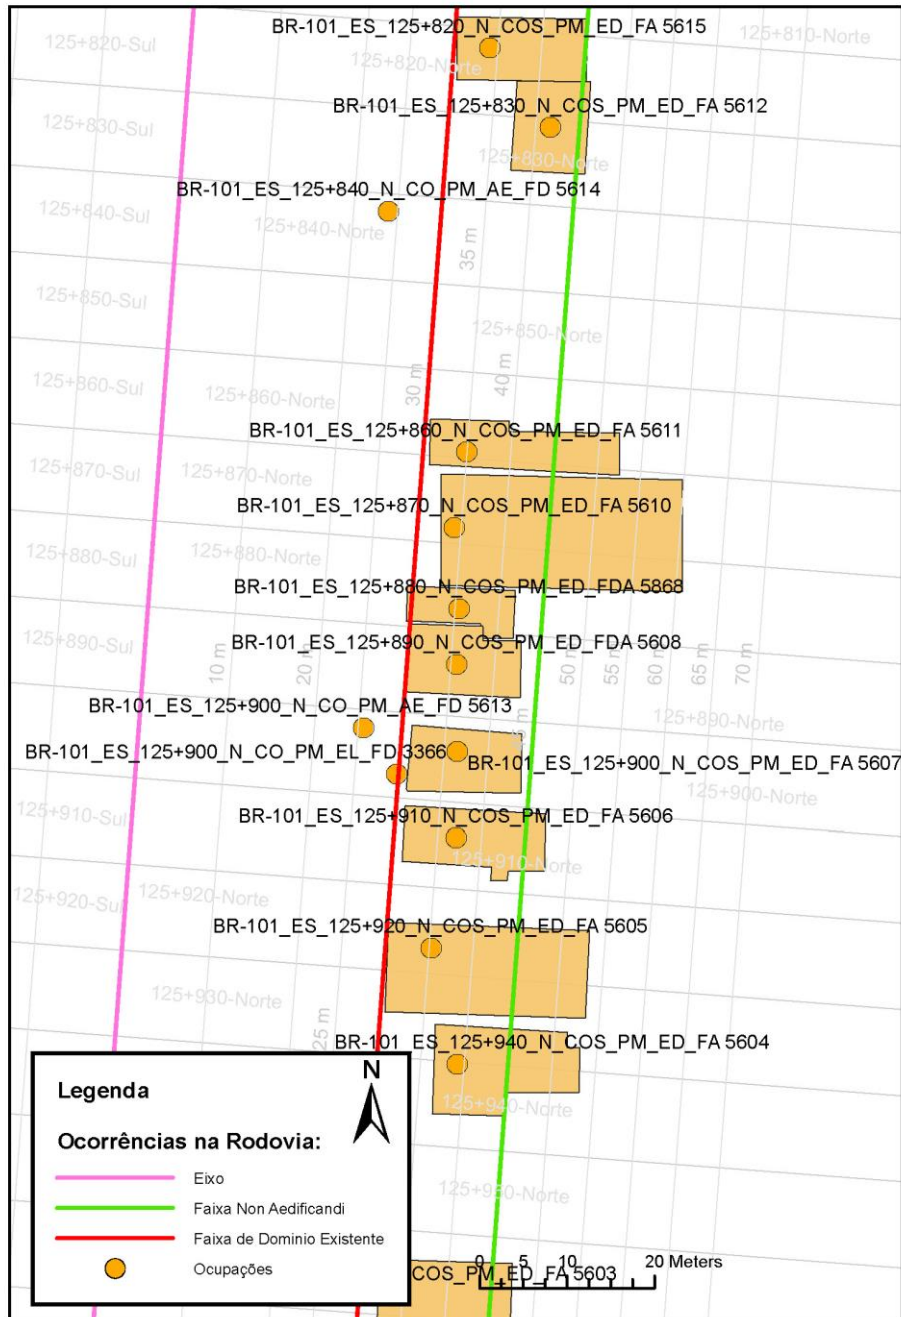 BR-101_ES_125+820_N_COS_PM_ED_FA 5615
125+820-Sul
125+810-Norte
125+820-Norte
BR-101_ES_125+830_N_COS_PM_ED_FA 5612
125+830-Sul
125+830-Norte
BR-101_ES_125+840_N_CO_PM_AE_FD 5614
125+840-Sul
125+840-Norte
35 m
125+850-Sul
125+850-Norte
125+860-Sul
30 m
40 m
125+860-Norte
BR-101_ES_125+860_N_COS_PM_ED_FA 5611
125+870-Sul
125+870-Norte
BR-101_ES_125+870_N_COS_PM_ED_FA 5610
125+880-Sul
125+880-Norte
BR-101_ES_125+880_N_COS_PM_ED_FDA 5868
125+890-Sul
BR-101_ES_125+890_N_COS_PM_ED_FDA 5608
10 m
20 m
50 m
55 m
60 m
65 m
70 m
BR-101_ES_125+900_N_CO_PM_AE_FD 5613
125+890-Norte
45 m
BR-101_ES_125+900_N_CO_PM_EL_FD 3366
BR-101_ES_125+900_N_COS_PM_ED_FA 5607
125+900-Norte
125+910-Sul
BR-101_ES_125+910_N_COS_PM_ED_FA 5606
125+910-Norte
125+920-Sul
125+920-Norte
BR-101_ES_125+920_N_COS_PM_ED_FA 5605
125+930-Norte
25 m
BR-101_ES_125+940_N_COS_PM_ED_FA 5604
125+940-Norte
125+950-Norte
N
Legenda
Ocorrências na Rodovia:
Eixo
Faixa Non Aedificandi
Faixa de Dominio Existente
Ocupações
0 5 10 20 Meters
COS_PM_ED_FA 5603